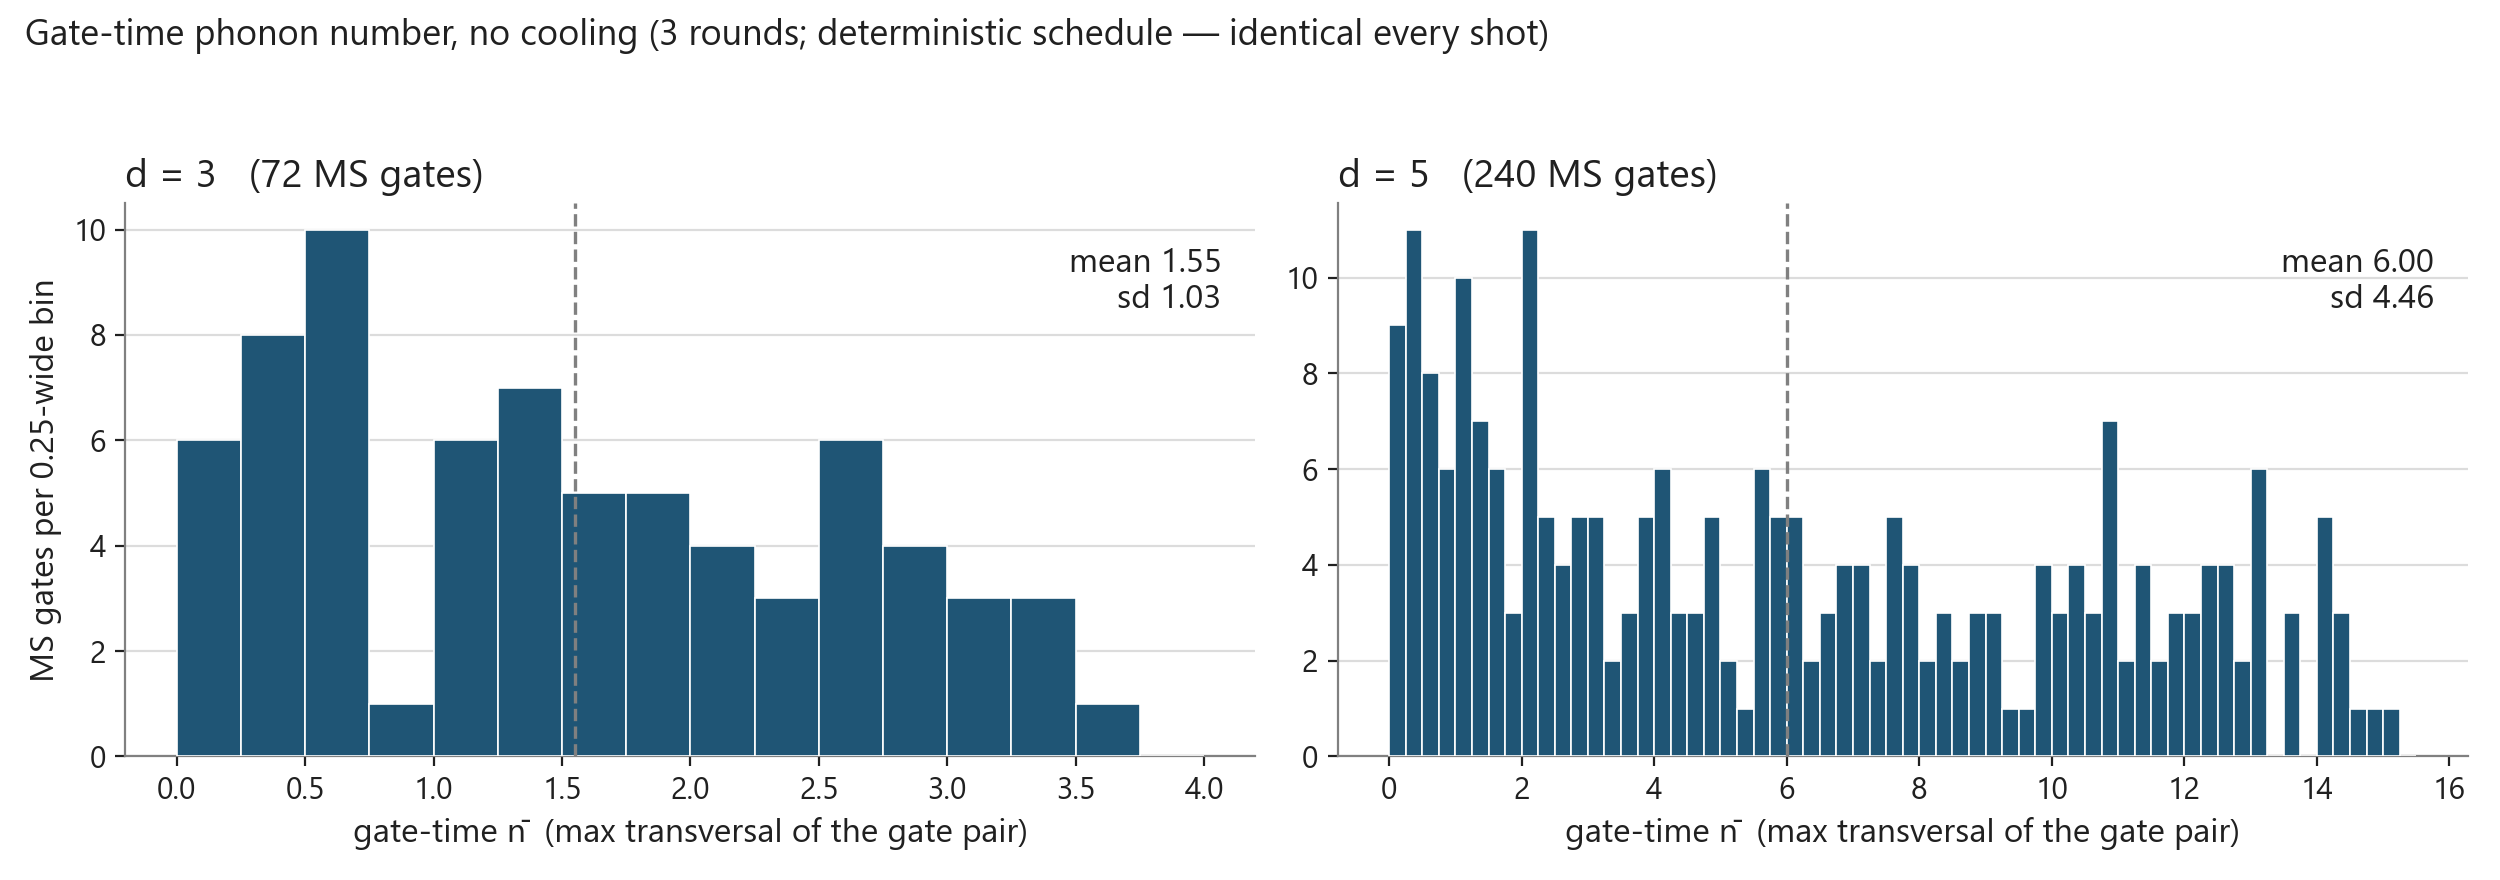 Gate-time phonon number, no cooling (3 rounds; deterministic schedule — identical every shot)
d = 3   (72 MS gates)
mean 1.55
sd 1.03
MS gates per 0.25-wide bin
10
8
6
4
2
0
0.0 0.5 1.0 1.5 2.0 2.5 3.0 3.5 4.0
gate-time n̄ (max transversal of the gate pair)
d = 5   (240 MS gates)
mean 6.00
sd 4.46
10
8
6
4
2
0
0 2 4 6 8 10 12 14 16
gate-time n̄ (max transversal of the gate pair)